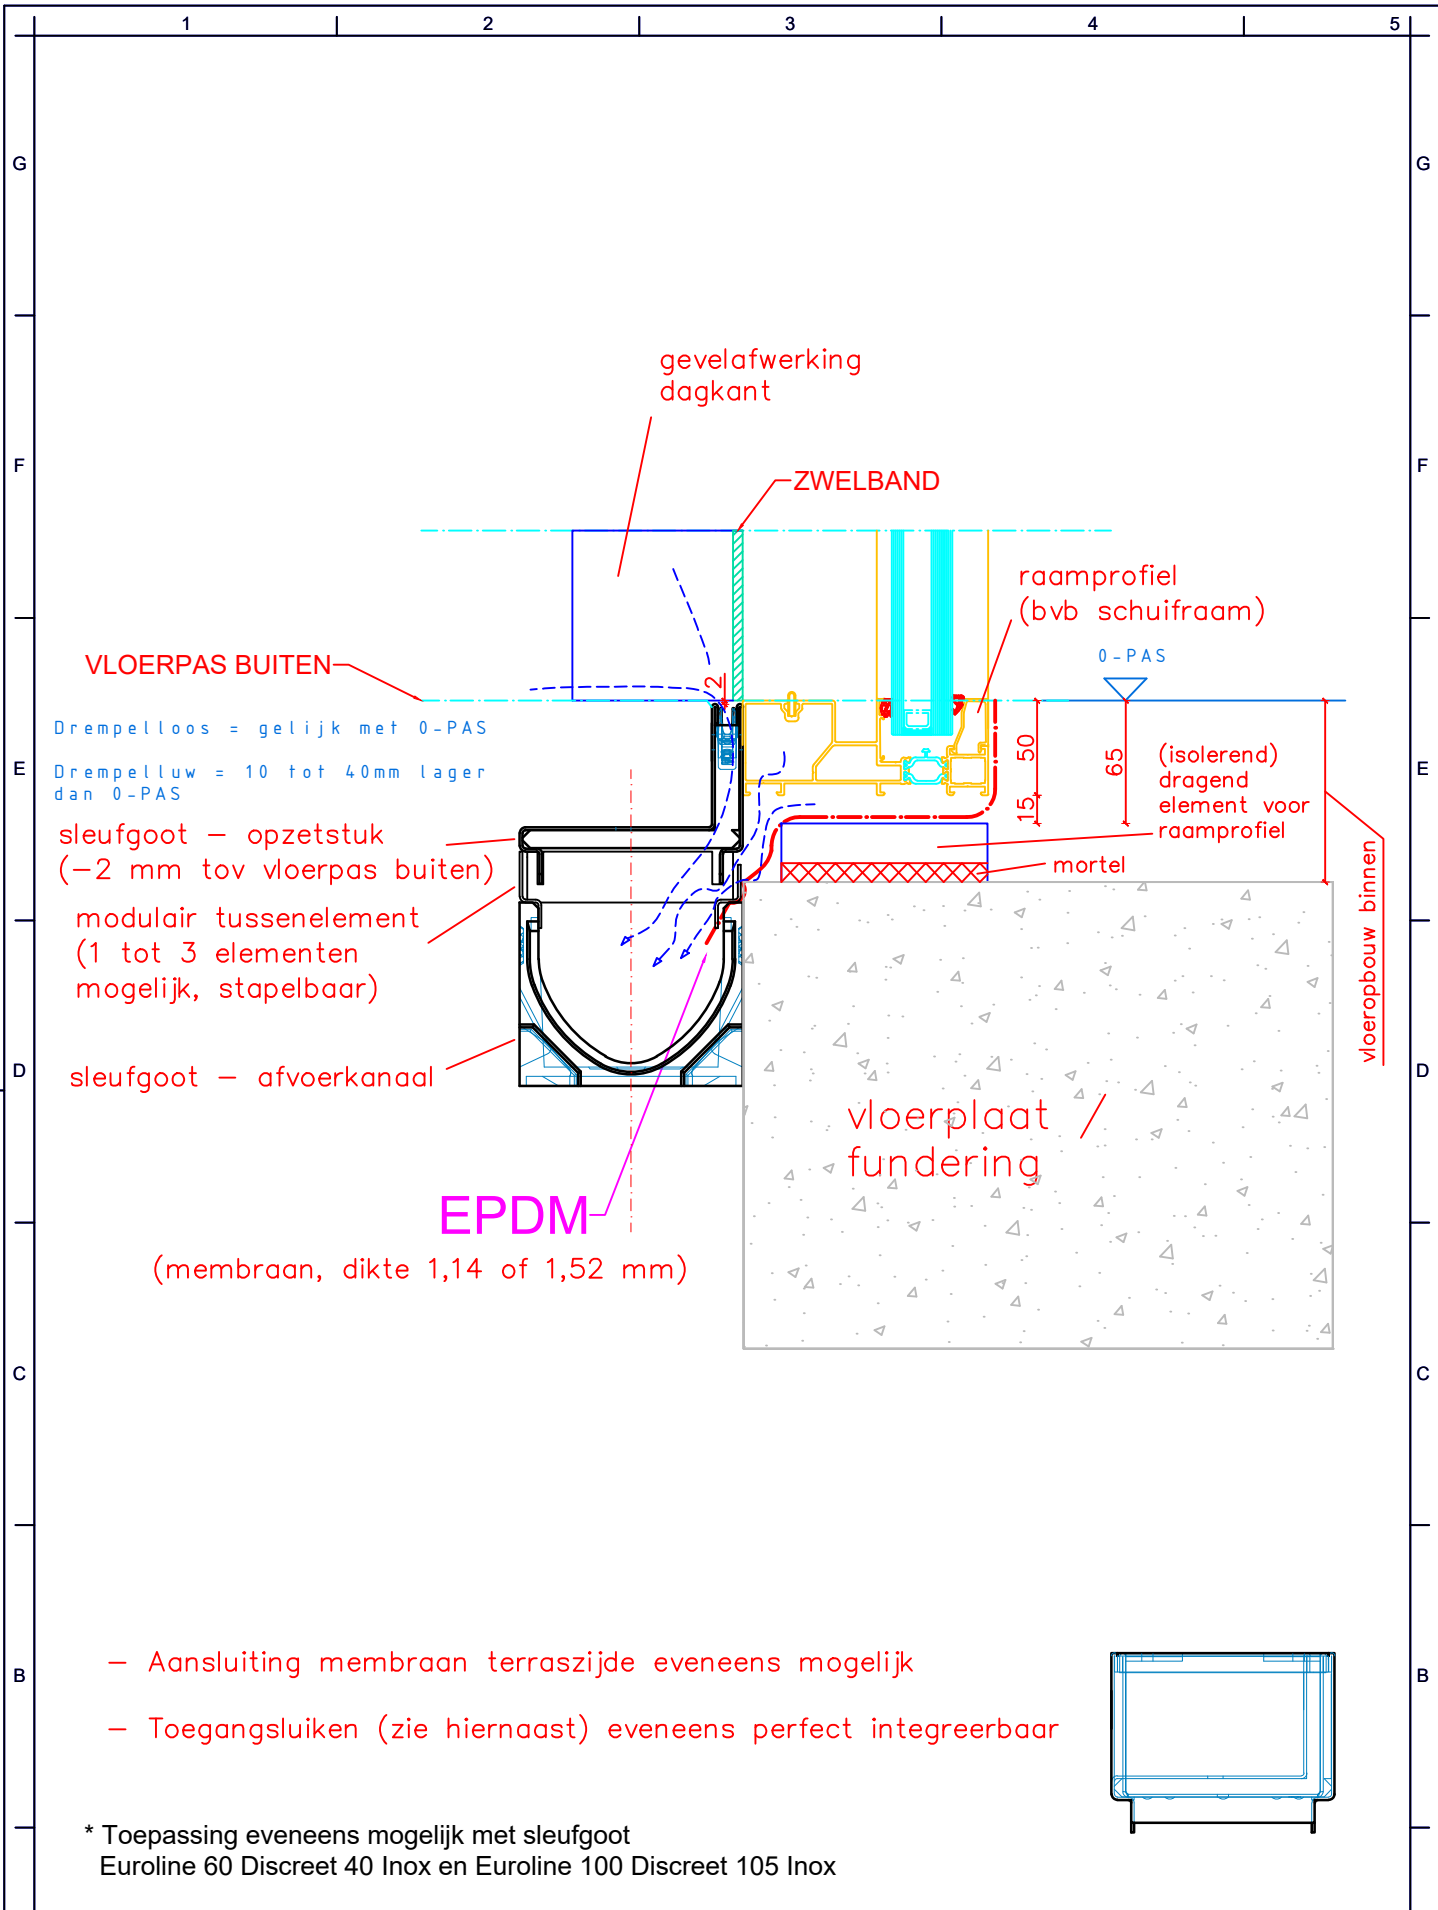 1 2 3 4 5
G G
gevelafwerking
dagkant
F F
ZWELBAND
raamprofiel
(bvb schuifraam)
0-PAS
VLOERPAS BUITEN
2
Drempelloos = gelijk met 0-PAS
Drempelluw = 10 tot 40mm lager
dan 0-PAS
E E
50
65
15
(isolerend)
dragend
element voor
raamprofiel
sleufgoot – opzetstuk
(–2 mm tov vloerpas buiten)
mortel
vloeropbouw binnen
modulair tussenelement
(1 tot 3 elementen
mogelijk, stapelbaar)
D D
sleufgoot – afvoerkanaal
vloerplaat
fundering
EPDM
(membraan, dikte 1,14 of 1,52 mm)
C C
– Aansluiting membraan terraszijde eveneens mogelijk
B B
– Toegangsluiken (zie hiernaast) eveneens perfect integreerbaar
* Toepassing eveneens mogelijk met sleufgoot
Euroline 60 Discreet 40 Inox en Euroline 100 Discreet 105 Inox